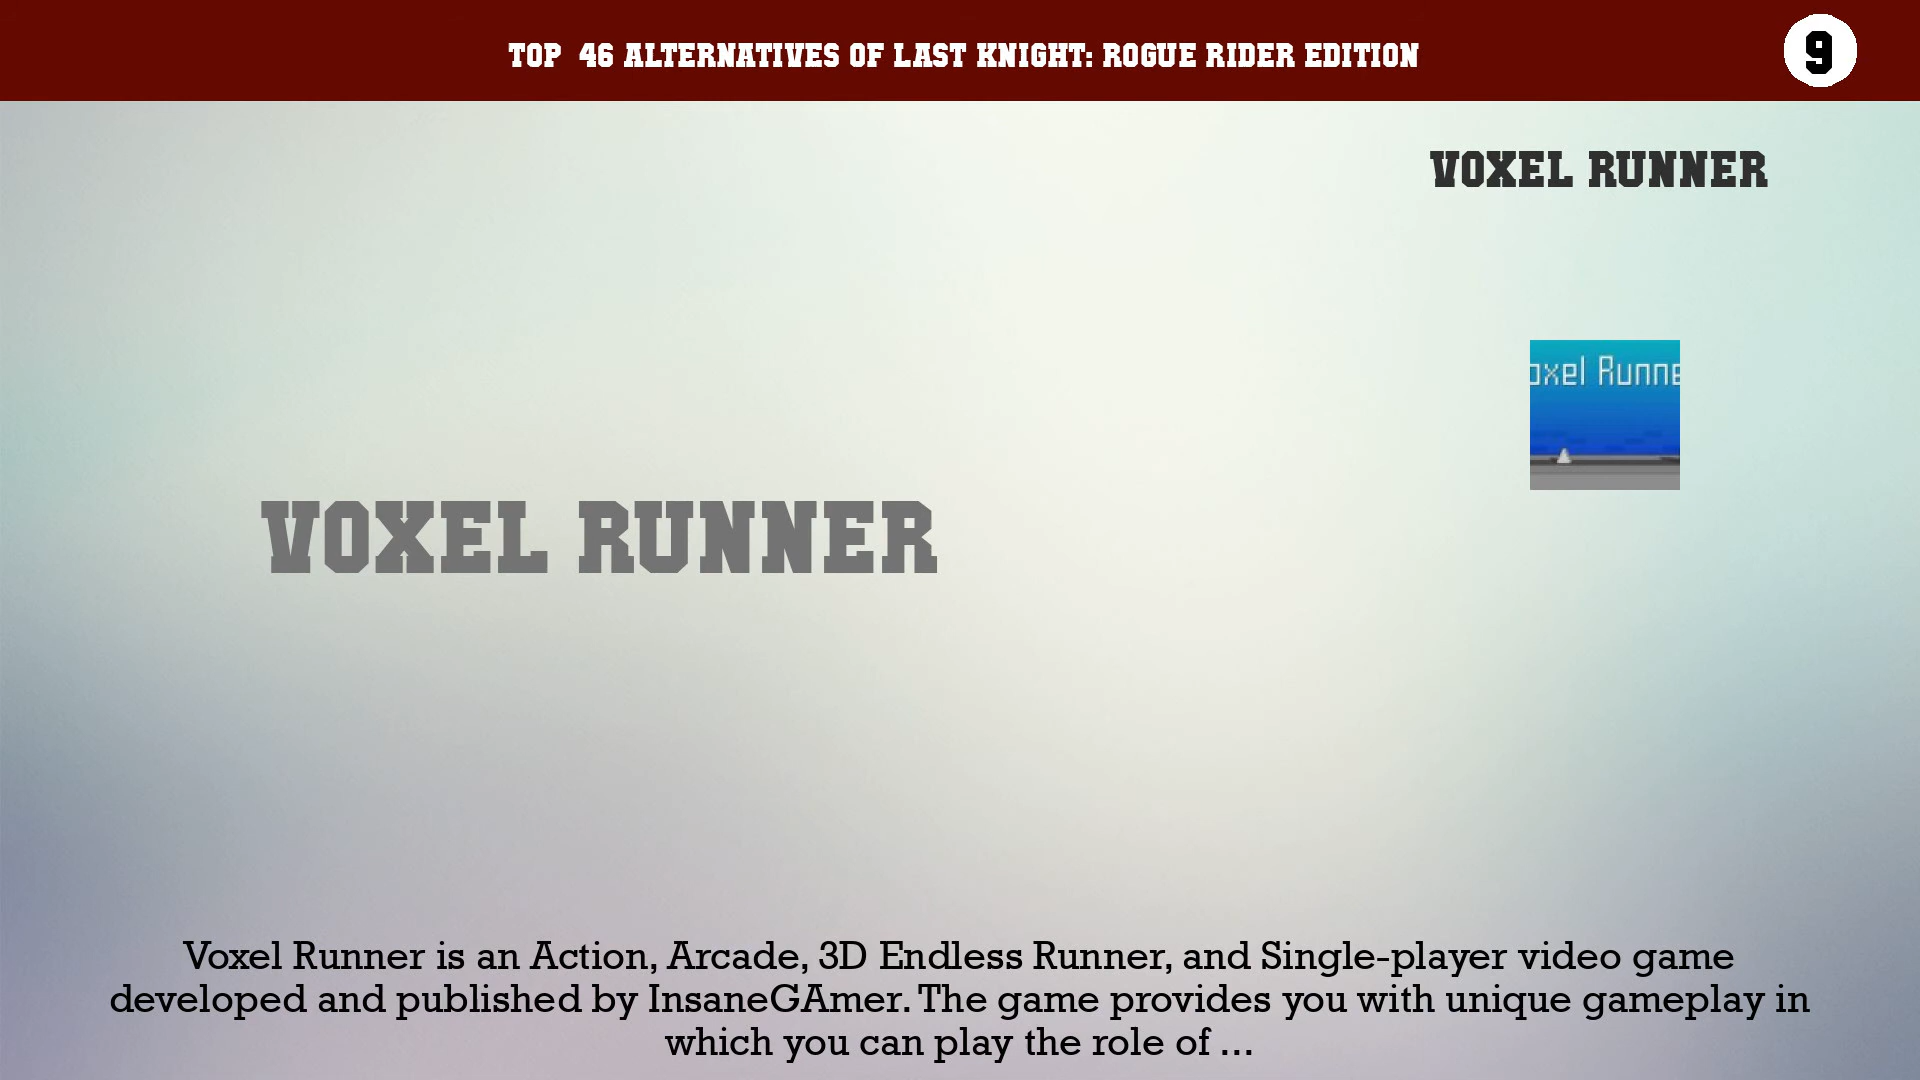 TOP 46 ALTERNATIVES OF LAST KNIGHT: ROGUE RIDER EDITION
9
VOXEL RUNNER
oxel Runne
VOXEL RUNNER
Voxel Runner is an Action, Arcade, 3D Endless Runner, and Single-player video game
developed and published by InsaneGAmer. The game provides you with unique gameplay in
which you can play the role of ...